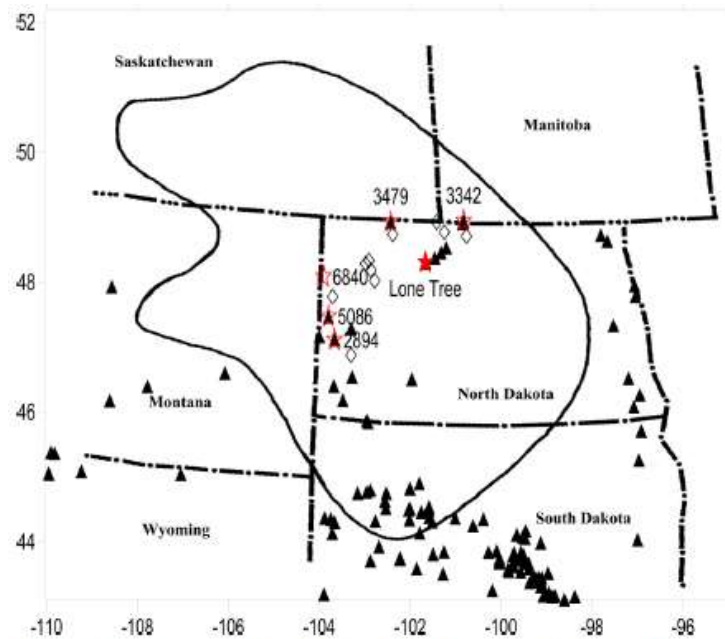 52
Saskatchewan
Manitoba
50
3479 3342
48
6840
Lone Tree
5086
2894
North Dakota
Montana
46
South Dakota
Wyoming
44
-110 -108 -106 -104 -102 -100 -98 -96